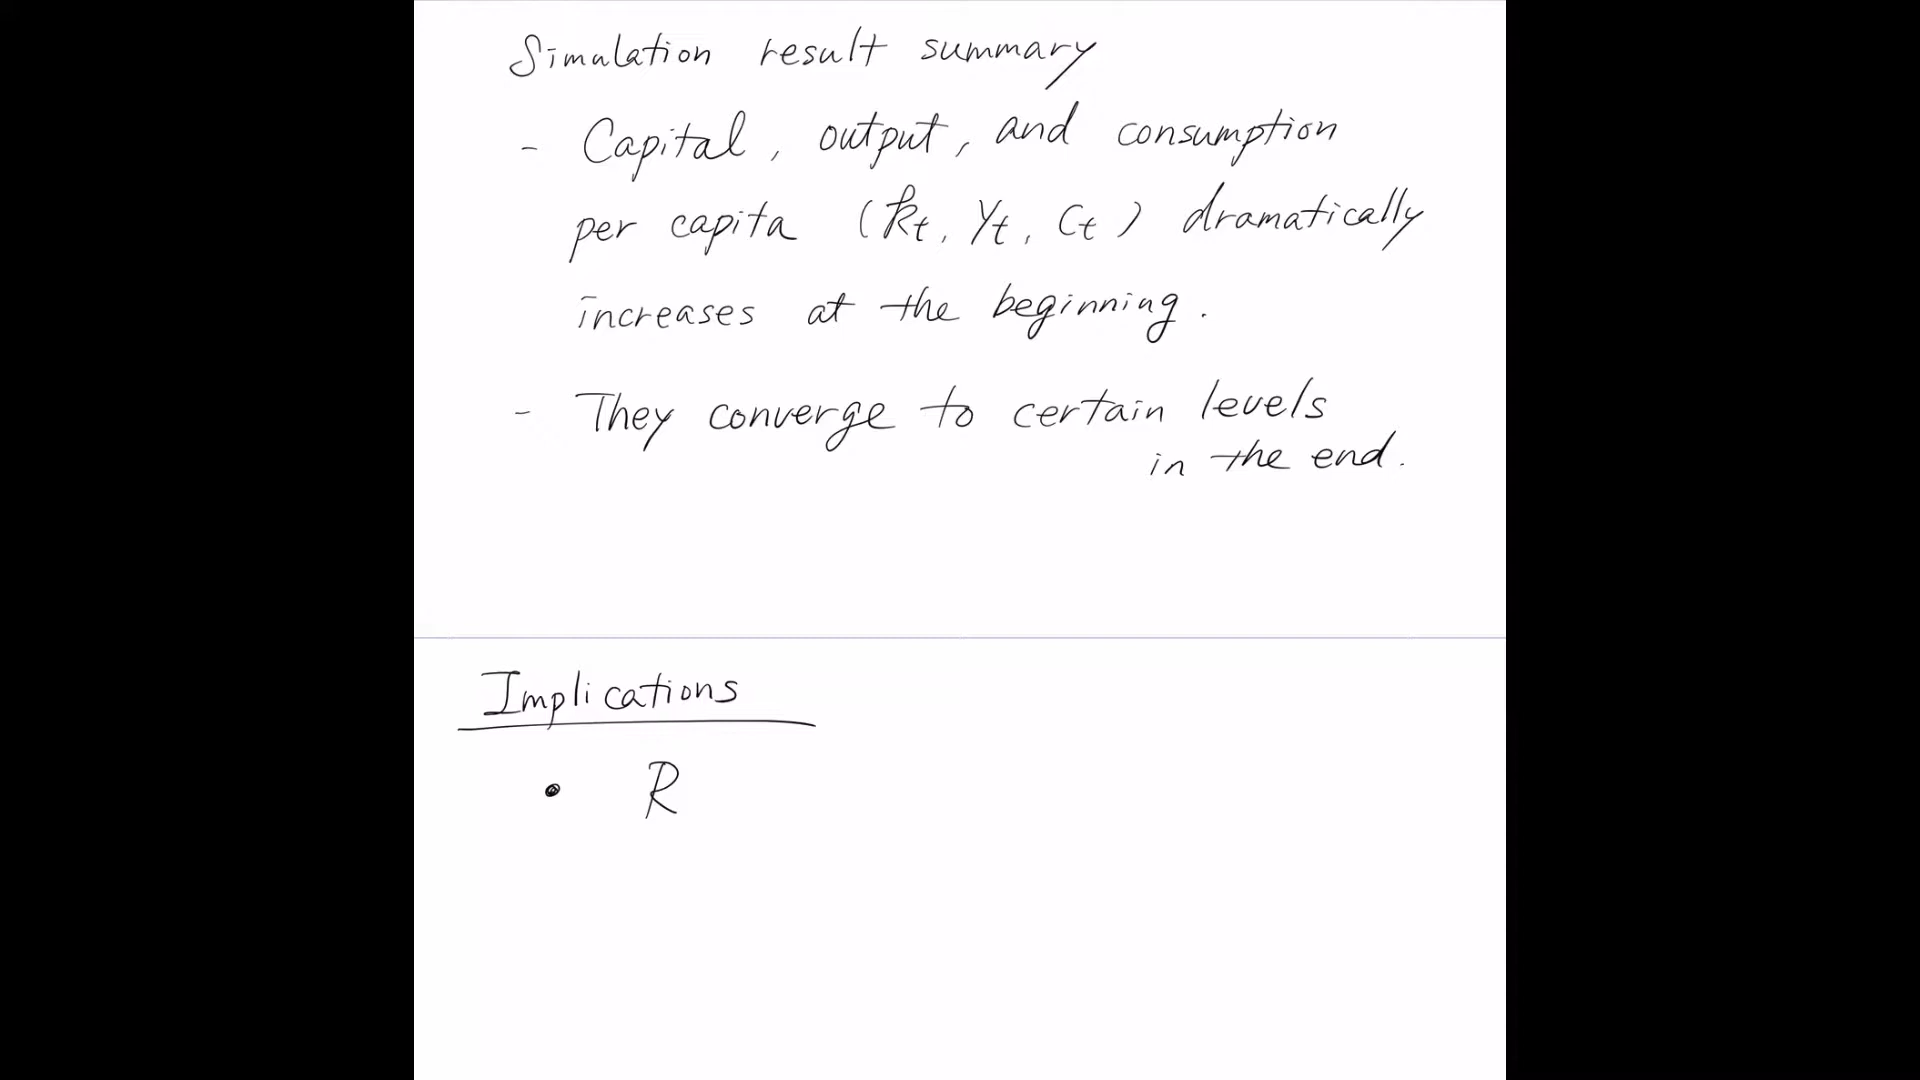 Simulation result summary
- Capital, output, and consumption
per capita (kt, yt, Ct) dramatically
increases at the beginning.
- They converge to certain levels
in the end.
Implications
• R